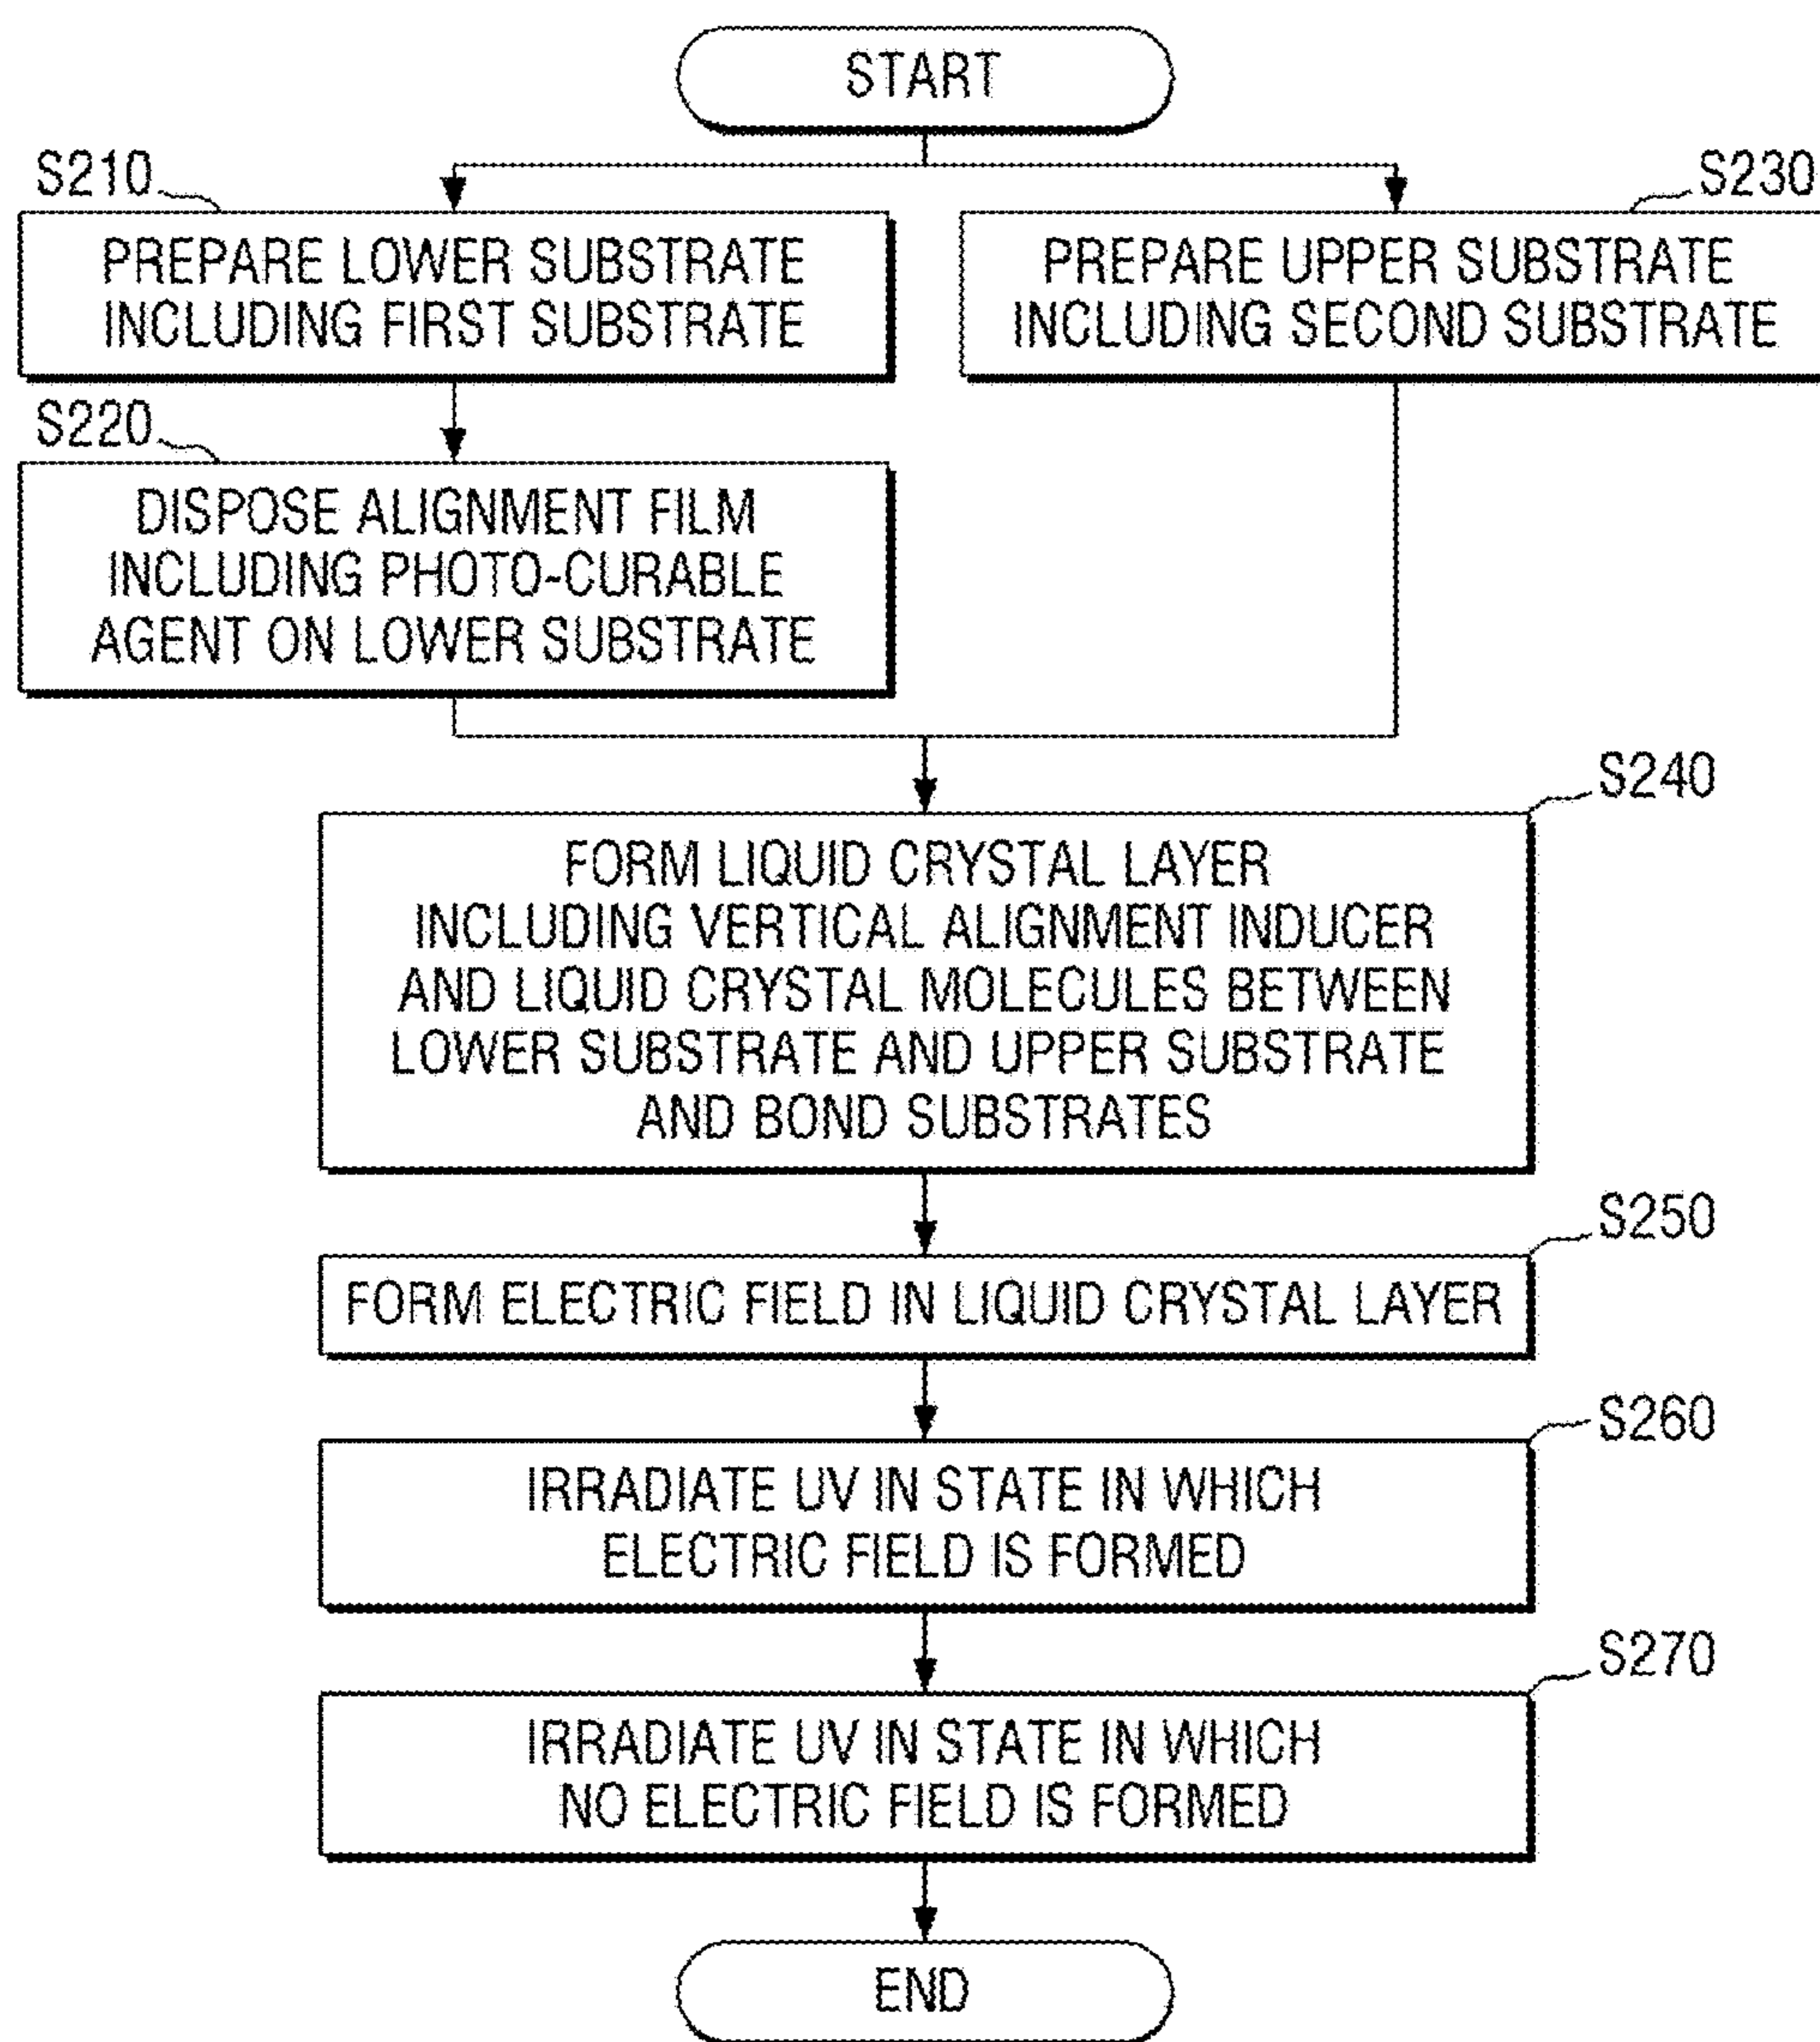 START
S210
PREPARE LOWER SUBSTRATE
INCLUDING FIRST SUBSTRATE
S230
PREPARE UPPER SUBSTRATE
INCLUDING SECOND SUBSTRATE
S220
DISPOSE ALIGNMENT FILM
INCLUDING PHOTO-CURABLE
AGENT ON LOWER SUBSTRATE
S240
FORM LIQUID CRYSTAL LAYER
INCLUDING VERTICAL ALIGNMENT INDUCER
AND LIQUID CRYSTAL MOLECULES BETWEEN
LOWER SUBSTRATE AND UPPER SUBSTRATE
AND BOND SUBSTRATES
S250
FORM ELECTRIC FIELD IN LIQUID CRYSTAL LAYER
S260
IRRADIATE UV IN STATE IN WHICH
ELECTRIC FIELD IS FORMED
S270
IRRADIATE UV IN STATE IN WHICH
NO ELECTRIC FIELD IS FORMED
END